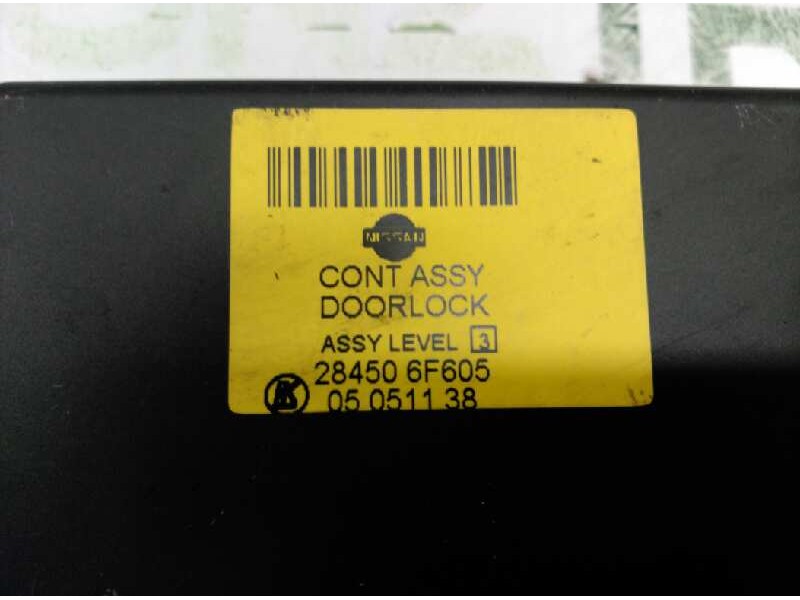 NISSAN
CONT ASSY
DOORLOCK
ASSY LEVEL 3
28450 6F605
05 0511 38